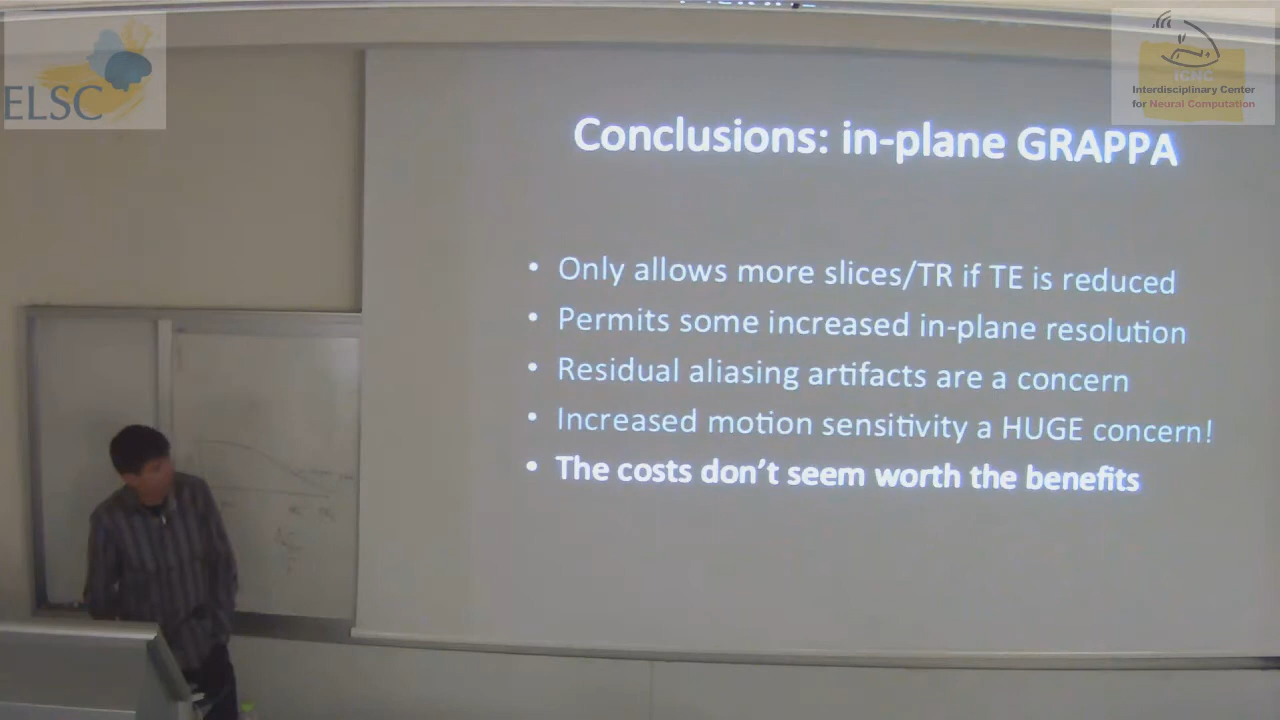 ELSC
ICNC
Interdisciplinary Center
for Neural Computation
Conclusions: in-plane GRAPPA
• Only allows more slices/TR if TE is reduced
• Permits some increased in-plane resolution
• Residual aliasing artifacts are a concern
• Increased motion sensitivity a HUGE concern!
• The costs don't seem worth the benefits